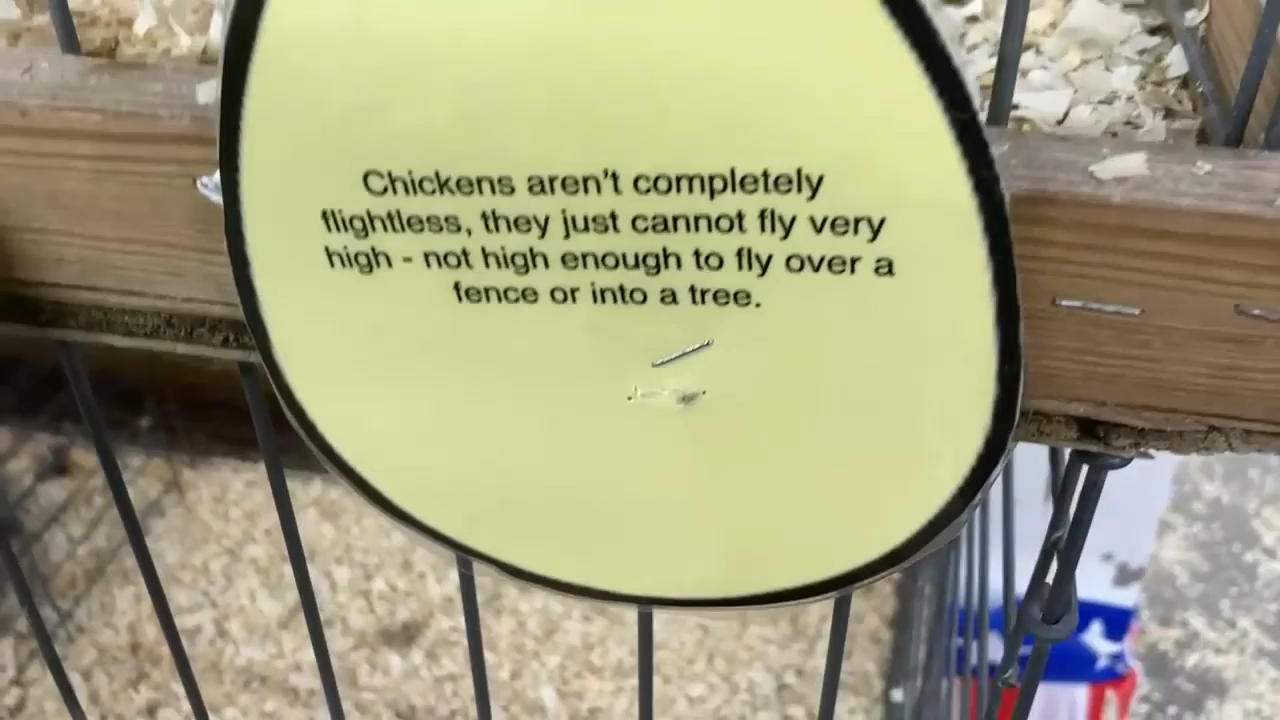 Chickens aren't completely
flightless, they just cannot fly very
high - not high enough to fly over a
fence or into a tree.